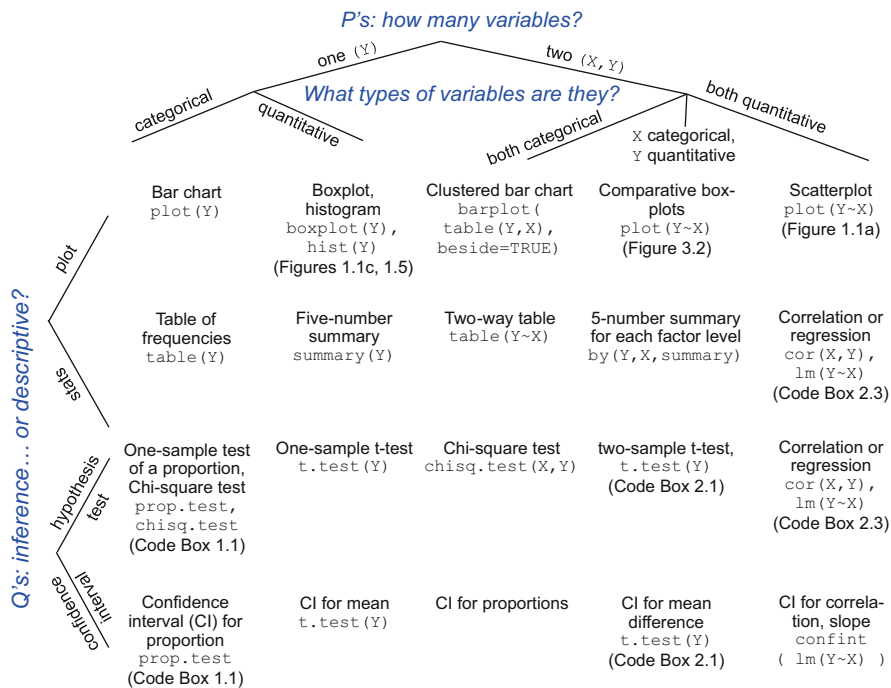 P's: how many variables?
one (Y)
two (X,Y)
What types of variables are they?
categorical
quantitative
both categorical
X categorical,
Y quantitative
both quantitative
Q's: inference... or descriptive?
plot
Bar chart
plot(Y)
Boxplot,
histogram
boxplot(Y),
hist(Y)
(Figures 1.1c, 1.5)
Clustered bar chart
barplot(
table(Y,X),
beside=TRUE)
Comparative box-
plots
plot(Y~X)
(Figure 3.2)
Scatterplot
plot(Y~X)
(Figure 1.1a)
stats
Table of
frequencies
table(Y)
Five-number
summary
summary(Y)
Two-way table
table(Y~X)
5-number summary
for each factor level
by(Y,X,summary)
Correlation or
regression
cor(X,Y),
lm(Y~X)
(Code Box 2.3)
hypothesis
test
One-sample test
of a proportion,
Chi-square test
prop.test,
chisq.test
(Code Box 1.1)
One-sample t-test
t.test(Y)
Chi-square test
chisq.test(X,Y)
two-sample t-test,
t.test(Y)
(Code Box 2.1)
Correlation or
regression
cor(X,Y),
lm(Y~X)
(Code Box 2.3)
confidence
interval
Confidence
interval (CI) for
proportion
prop.test
(Code Box 1.1)
CI for mean
t.test(Y)
CI for proportions
CI for mean
difference
t.test(Y)
(Code Box 2.1)
CI for correla-
tion, slope
confint
( lm(Y~X) )